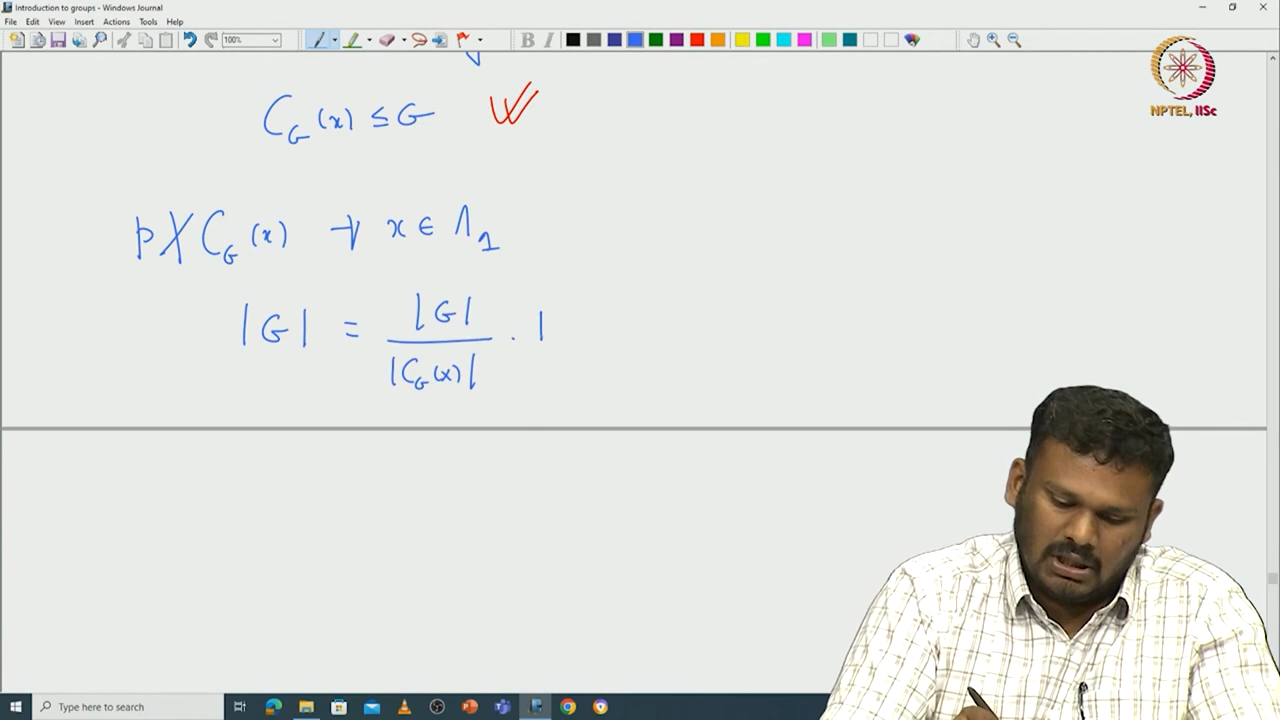 Introduction to groups - Windows Journal
File Edit View Insert Actions Tools Help
100%
B I
NPTEL, IISc
C_G (x) ≤ G
p ∤ C_G (x) ∀ x ∈ Λ_1
|G| = |G| / |C_G(x)| . |
Type here to search